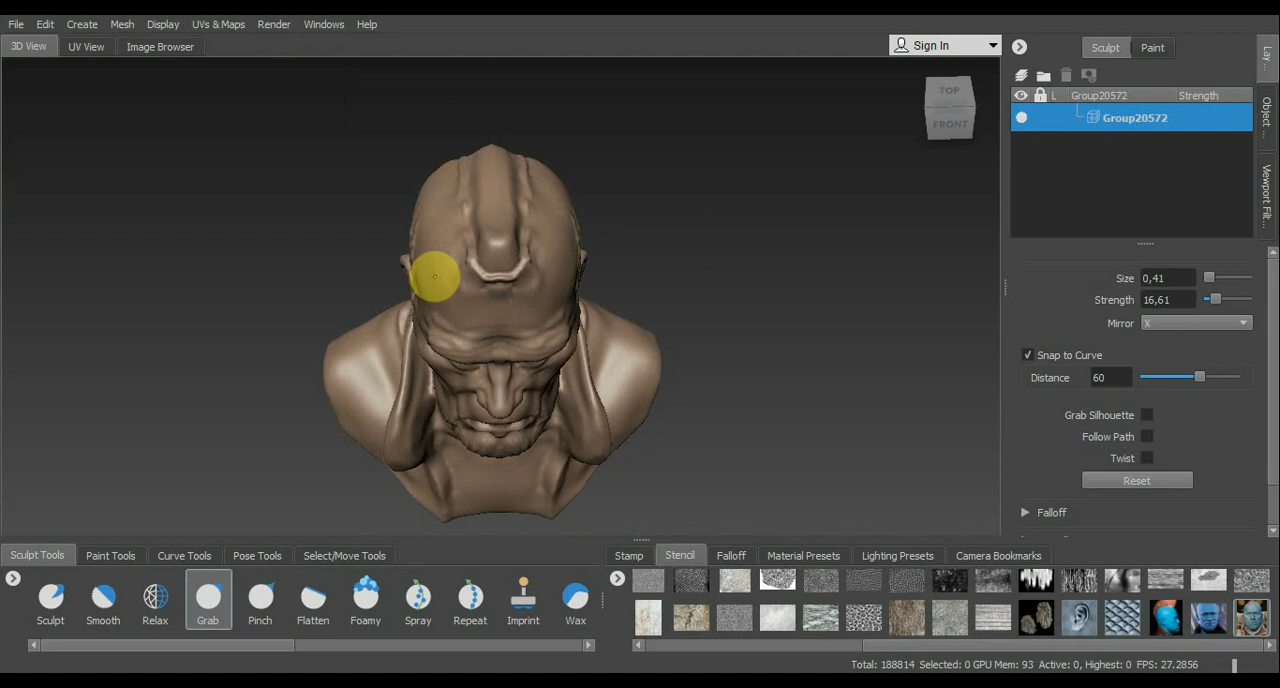 File Edit Create Mesh Display UVs & Maps Render Windows Help
3D View UV View Image Browser Sign In Sculpt Paint
TOP
FRONT
L Group20572 Strength
Group20572
Lay...
Object ...
Viewport Filt...
Size 0,41
Strength 16,61
Mirror X
Snap to Curve
Distance 60
Grab Silhouette
Follow Path
Twist
Reset
Falloff
Sculpt Tools Paint Tools Curve Tools Pose Tools Select/Move Tools Stamp Stencil Falloff Material Presets Lighting Presets Camera Bookmarks
Sculpt Smooth Relax Grab Pinch Flatten Foamy Spray Repeat Imprint Wax
Total: 188814 Selected: 0 GPU Mem: 93 Active: 0, Highest: 0 FPS: 27.2856